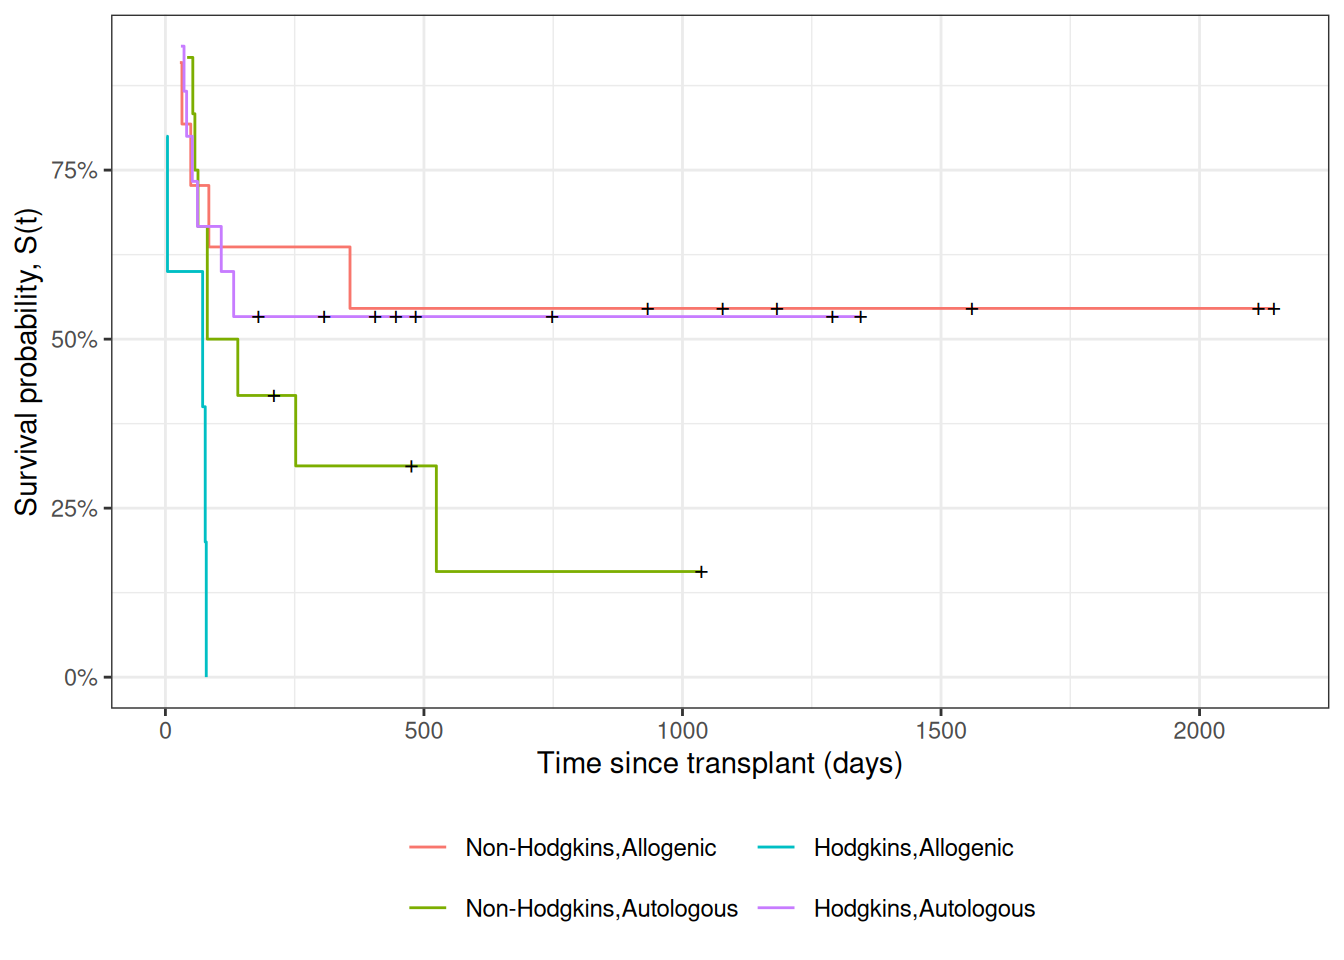 Survival probability, S(t)
75%
50%
25%
0%
0 500 1000 1500 2000
Time since transplant (days)
Non-Hodgkins,Allogenic Hodgkins,Allogenic
Non-Hodgkins,Autologous Hodgkins,Autologous